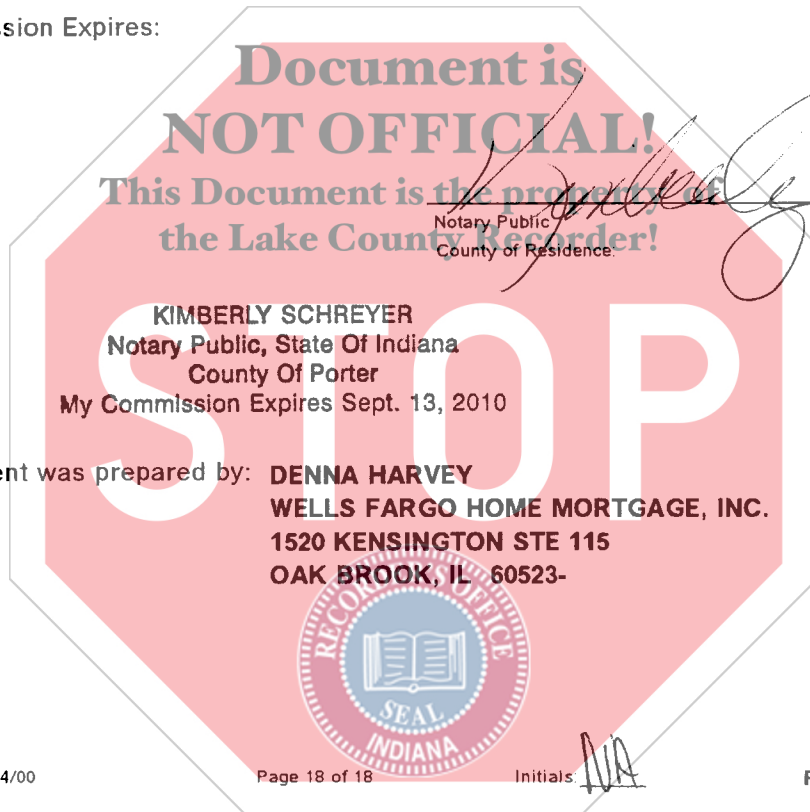 ssion Expires:
Document is
NOT OFFICIAL!
This Document is the property of
the Lake County Recorder!
Notary Public
County of Residence:
STOP
KIMBERLY SCHREYER
Notary Public, State Of Indiana
County Of Porter
My Commission Expires Sept. 13, 2010
ent was prepared by: DENNA HARVEY
WELLS FARGO HOME MORTGAGE, INC.
1520 KENSINGTON STE 115
OAK BROOK, IL 60523-
RECORDER'S OFFICE
SEAL
INDIANA
4/00 Page 18 of 18 Initials: